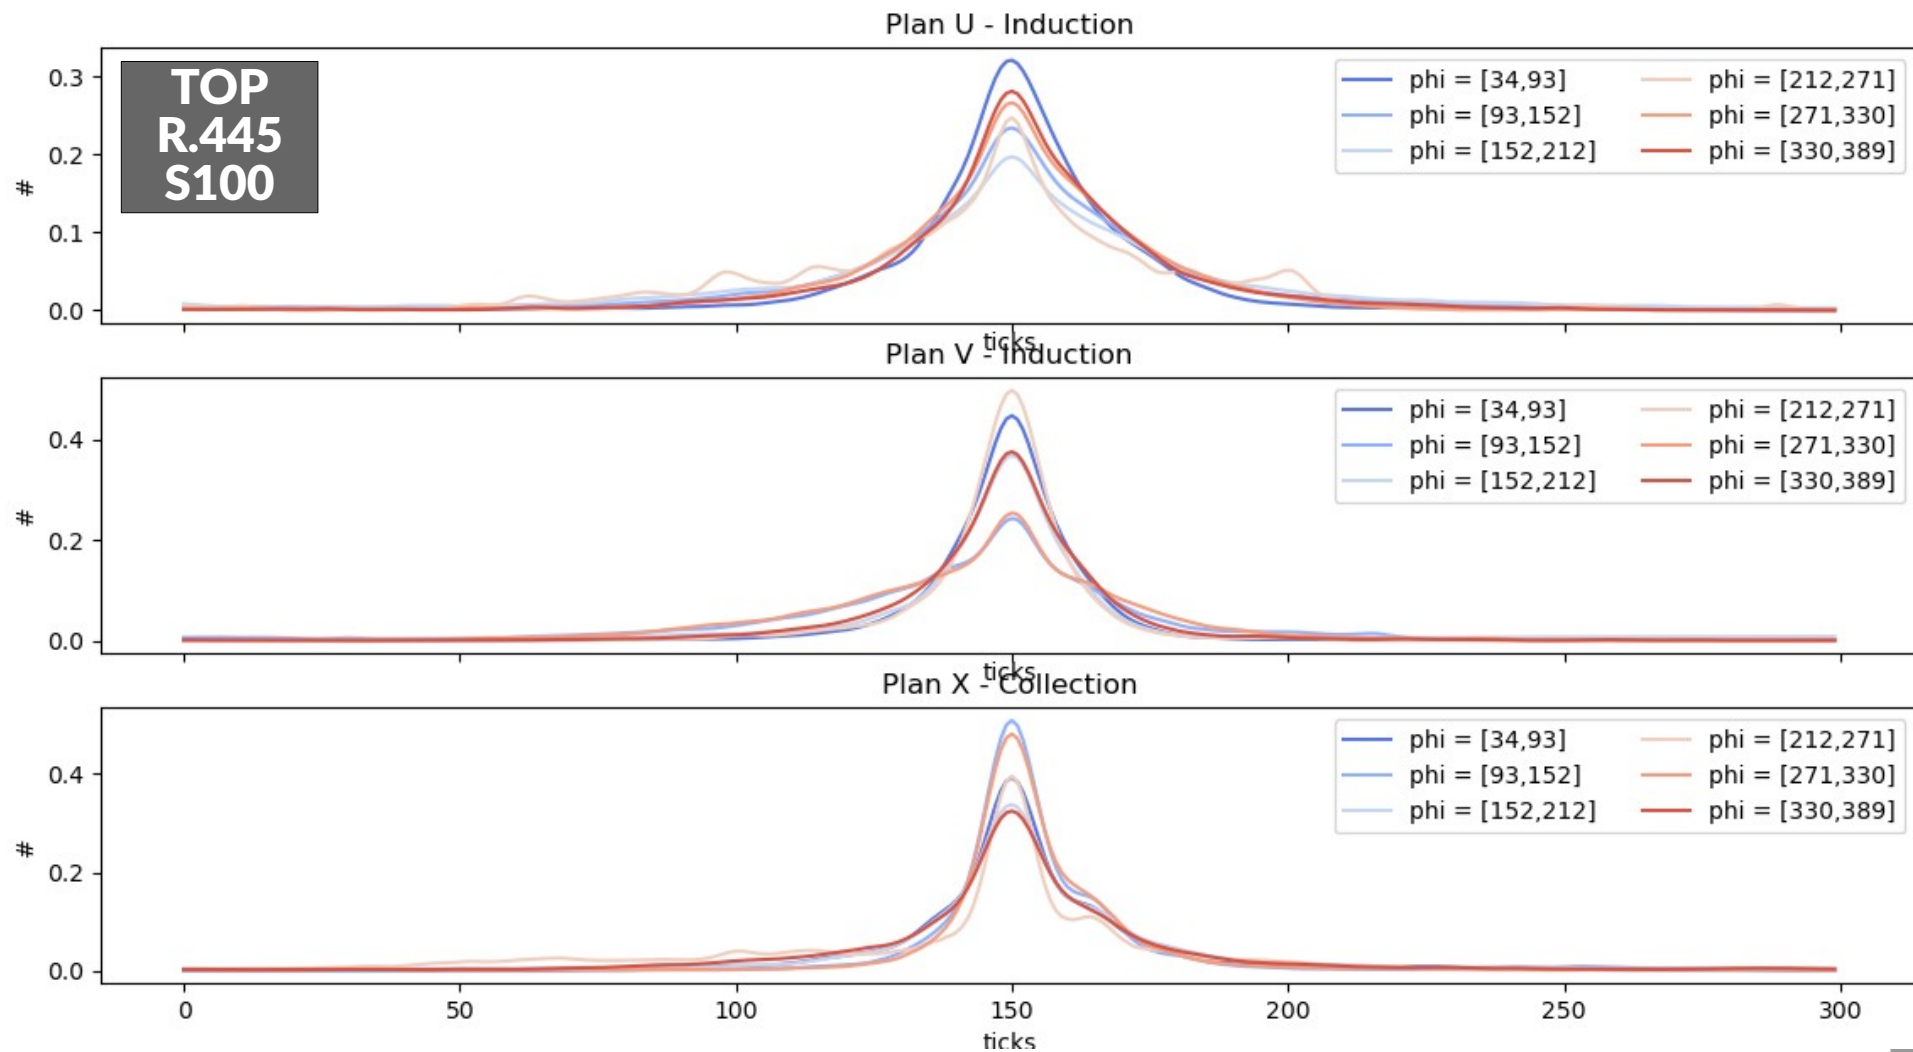 Plan U - Induction
TOP
R.445
S100
phi = [34,93]
phi = [93,152]
phi = [152,212]
phi = [212,271]
phi = [271,330]
phi = [330,389]
0.3
0.2
0.1
0.0
#
ticks
Plan V - Induction
phi = [34,93]
phi = [93,152]
phi = [152,212]
phi = [212,271]
phi = [271,330]
phi = [330,389]
0.4
0.2
0.0
#
ticks
Plan X - Collection
phi = [34,93]
phi = [93,152]
phi = [152,212]
phi = [212,271]
phi = [271,330]
phi = [330,389]
0.4
0.2
0.0
#
0 50 100 150 200 250 300
ticks